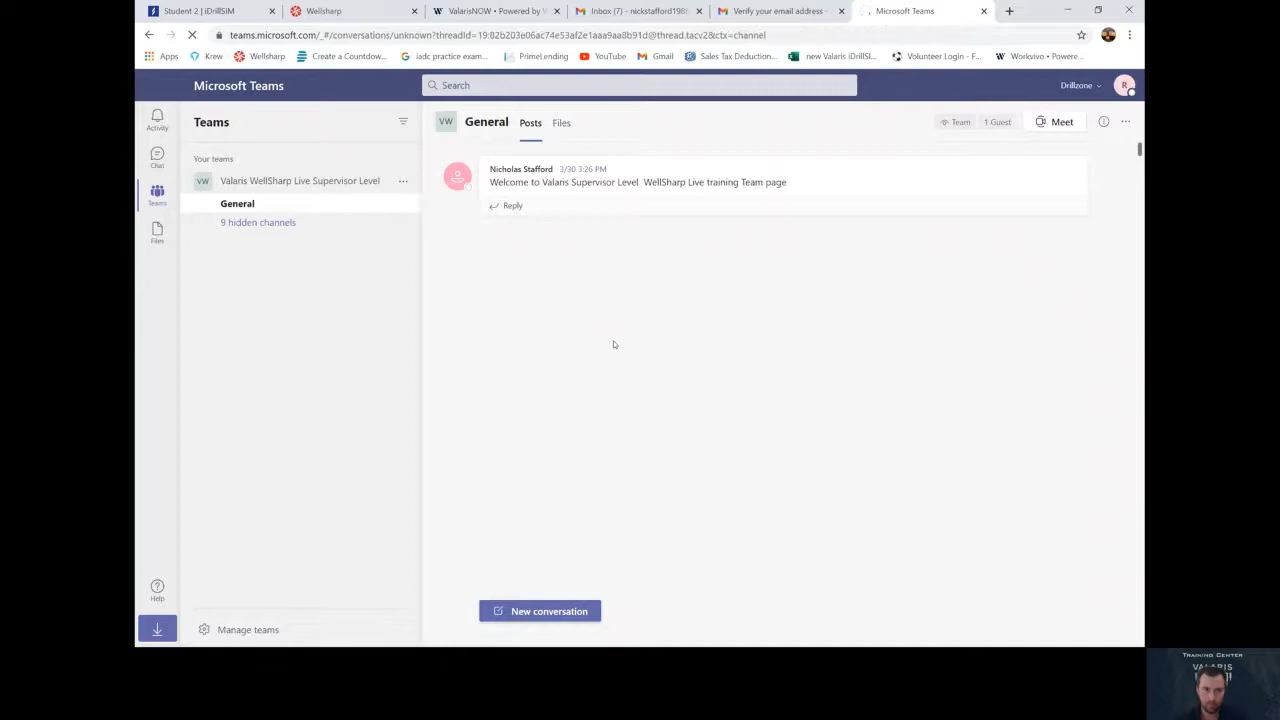 Student 2 | iDrillSIM
Wellsharp
ValarisNOW • Powered by
Inbox (7) - nickstafford198
Verify your email address -
Microsoft Teams
teams.microsoft.com/_#/conversations/unknown?threadId=19:82b203e06ac74e53af2e1aaa9aa8b91d@thread.tacv2&ctx=channel
Apps
Krew
Wellsharp
Create a Countdow...
iadc practice exam...
PrimeLending
YouTube
Gmail
Sales Tax Deduction...
new Valaris iDrillSI...
Volunteer Login - F...
Workvivo • Powere...
Microsoft Teams
Search
Drillzone
R
Activity
Chat
Teams
Files
Help
Teams
Your teams
VW Valaris WellSharp Live Supervisor Level ...
General
9 hidden channels
Manage teams
VW General Posts Files
Team 1 Guest Meet
Nicholas Stafford 3/30 3:26 PM
Welcome to Valaris Supervisor Level WellSharp Live training Team page
Reply
New conversation
TRAINING CENTER
VALARIS